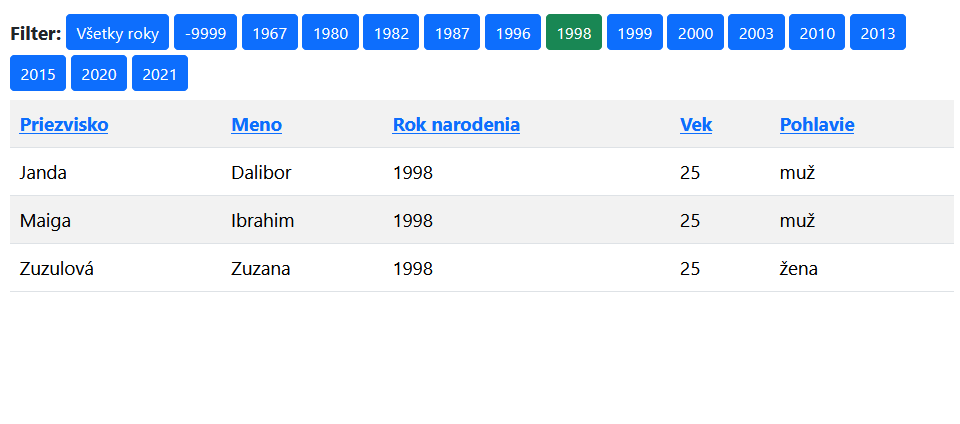 Filter: Všetky roky -9999 1967 1980 1982 1987 1996 1998 1999 2000 2003 2010 2013
2015 2020 2021
Priezvisko Meno Rok narodenia Vek Pohlavie
Janda Dalibor 1998 25 muž
Maiga Ibrahim 1998 25 muž
Zuzulová Zuzana 1998 25 žena